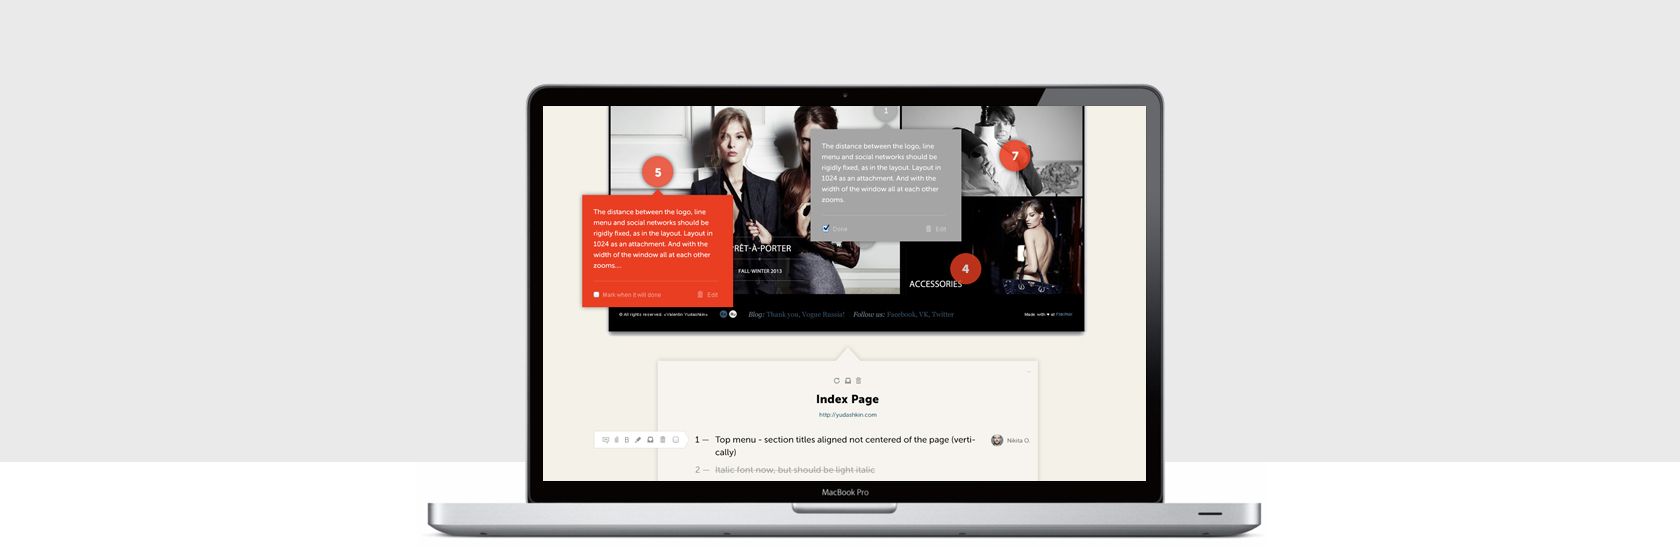 1
The distance between the logo, line
menu and social networks should be
rigidly fixed, as in the layout. Layout in
1024 as an attachment. And with the
width of the window all at each other
zooms.
Done
Edit
7
5
The distance between the logo, line
menu and social networks should be
rigidly fixed, as in the layout. Layout in
1024 as an attachment. And with the
width of the window all at each other
zooms....
Mark when it will done
Edit
PRÊT-À-PORTER
FALL-WINTER 2013
4
ACCESSORIES
© All rights reserved. «Valentin Yudashkin»
Blog: Thank you, Vogue Russia!
Follow us: Facebook, VK, Twitter
Made with ♥ at
Index Page
http://yudashkin.com
1 — Top menu - section titles aligned not centered of the page (verti-
cally)
Nikita O.
2 — Italic font now, but should be light italic
MacBook Pro